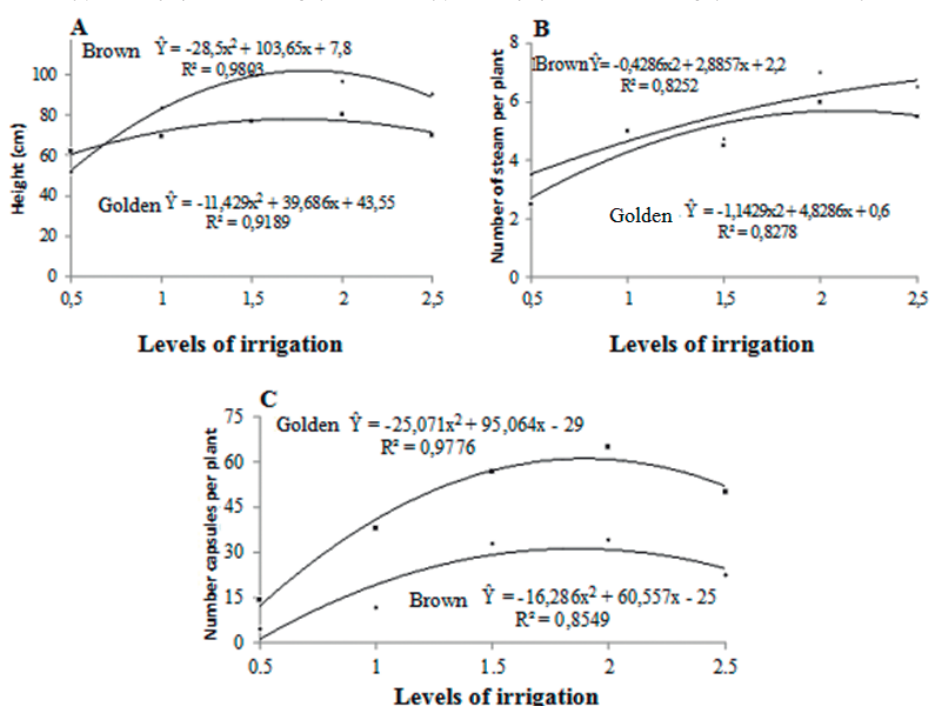 A
Brown Ŷ = -28,5x² + 103,65x + 7,8
R² = 0,9803
Height (cm)
100
80
60
40
20
0
Golden Ŷ = -11,429x² + 39,686x + 43,55
R² = 0,9189
0,5 1 1,5 2 2,5
Levels of irrigation
B
Number of steam per plant
8
6
4
2
0
Brown Ŷ= -0,4286x2 + 2,8857x + 2,2
R² = 0,8252
Golden Ŷ = -1,1429x2 + 4,8286x + 0,6
R² = 0,8278
0,5 1 1,5 2 2,5
Levels of irrigation
C
Number capsules per plant
75
60
45
30
15
0
Golden Ŷ = -25,071x² + 95,064x - 29
R² = 0,9776
Brown Ŷ = -16,286x² + 60,557x - 25
R² = 0,8549
0.5 1 1.5 2 2.5
Levels of irrigation